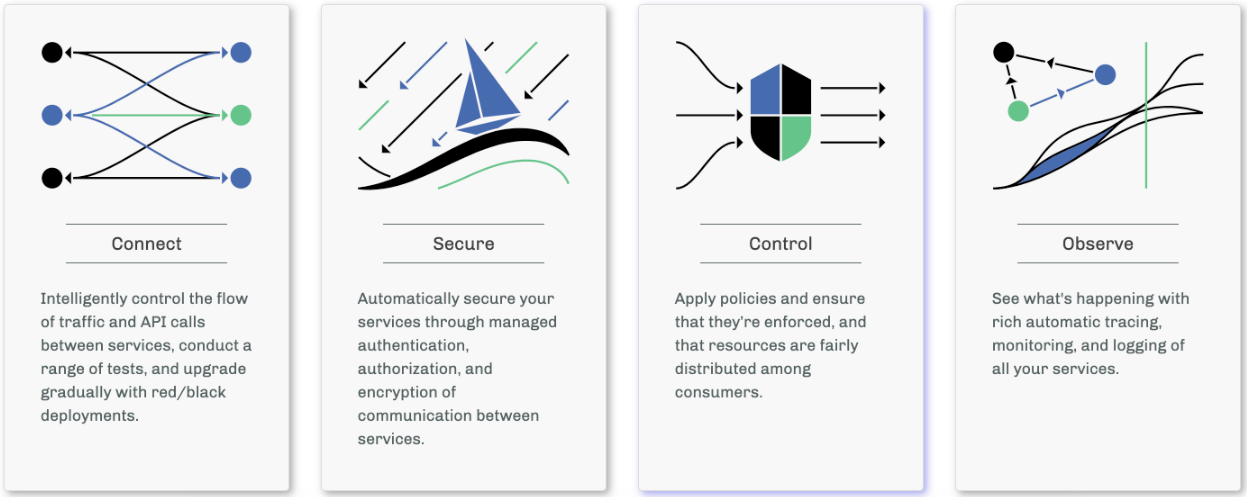 Connect
Intelligently control the flow
of traffic and API calls
between services, conduct a
range of tests, and upgrade
gradually with red/black
deployments.
Secure
Automatically secure your
services through managed
authentication,
authorization, and
encryption of
communication between
services.
Control
Apply policies and ensure
that they're enforced, and
that resources are fairly
distributed among
consumers.
Observe
See what's happening with
rich automatic tracing,
monitoring, and logging of
all your services.